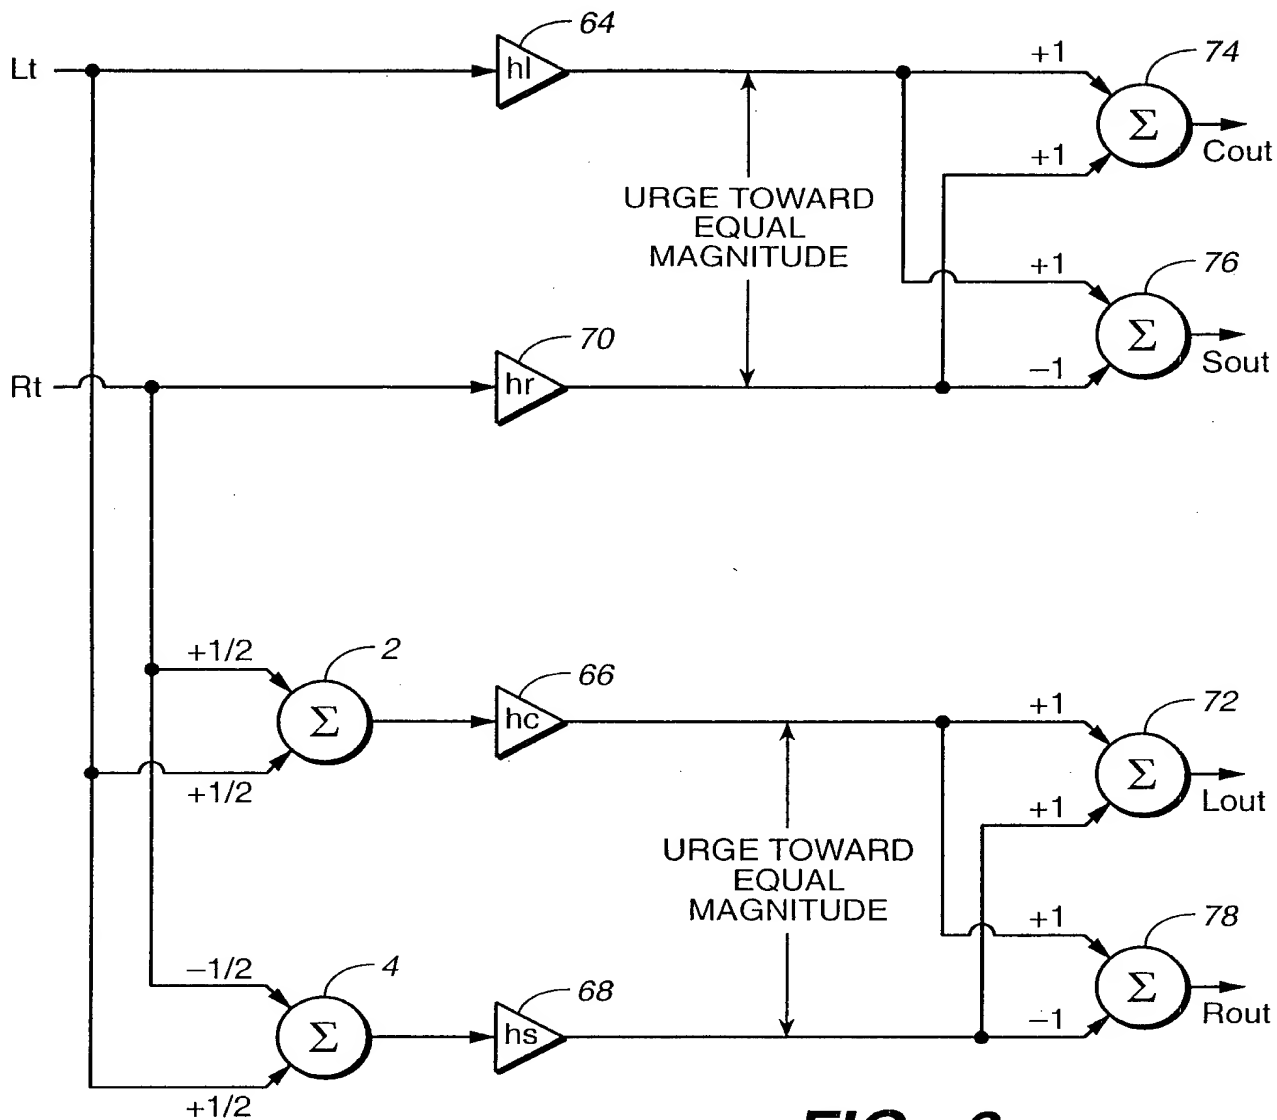 64
Lt
hl
+1
74
Σ
Cout
+1
URGE TOWARD
EQUAL
MAGNITUDE
+1
76
Σ
Sout
70
Rt
hr
−1
+1/2
2
Σ
+1/2
66
hc
+1
72
Σ
Lout
+1
URGE TOWARD
EQUAL
MAGNITUDE
+1
78
Σ
Rout
−1/2
4
Σ
+1/2
68
hs
−1